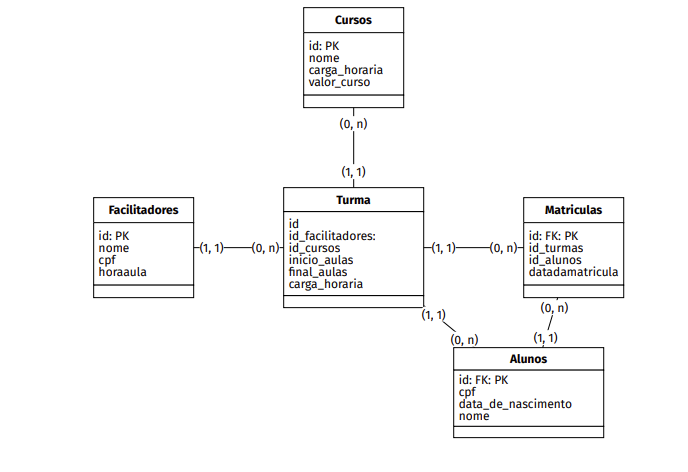 Cursos
id: PK
nome
carga_horaria
valor_curso
(0, n)
(1, 1)
Facilitadores
id: PK
nome
cpf
horaaula
(1, 1)
(0, n)
Turma
id
id_facilitadores:
id_cursos
inicio_aulas
final_aulas
carga_horaria
(1, 1)
(0, n)
Matriculas
id: FK: PK
id_turmas
id_alunos
datadamatricula
(1, 1)
(0, n)
(0, n)
(1, 1)
Alunos
id: FK: PK
cpf
data_de_nascimento
nome